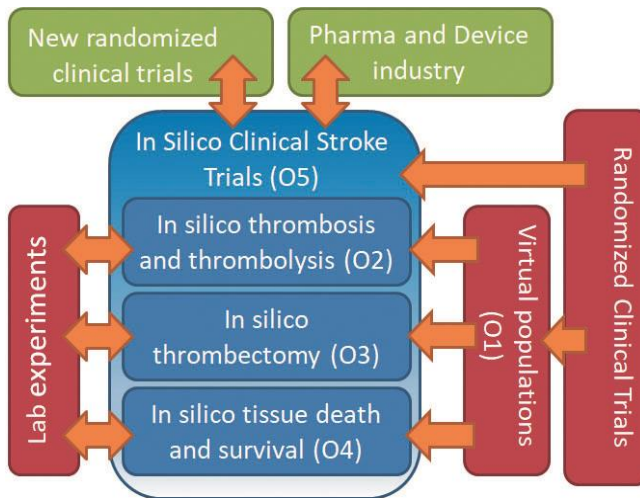 New randomized
clinical trials
Pharma and Device
industry
In Silico Clinical Stroke
Trials (O5)
In silico thrombosis
and thrombolysis (O2)
In silico
thrombectomy (O3)
In silico tissue death
and survival (O4)
Lab experiments
Virtual populations
(O1)
Randomized Clinical Trials